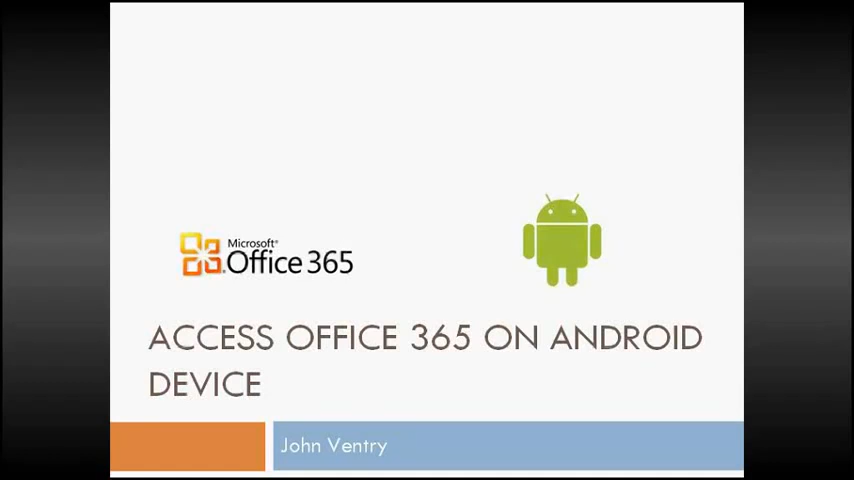 Microsoft®
Office 365
ACCESS OFFICE 365 ON ANDROID
DEVICE
John Ventry